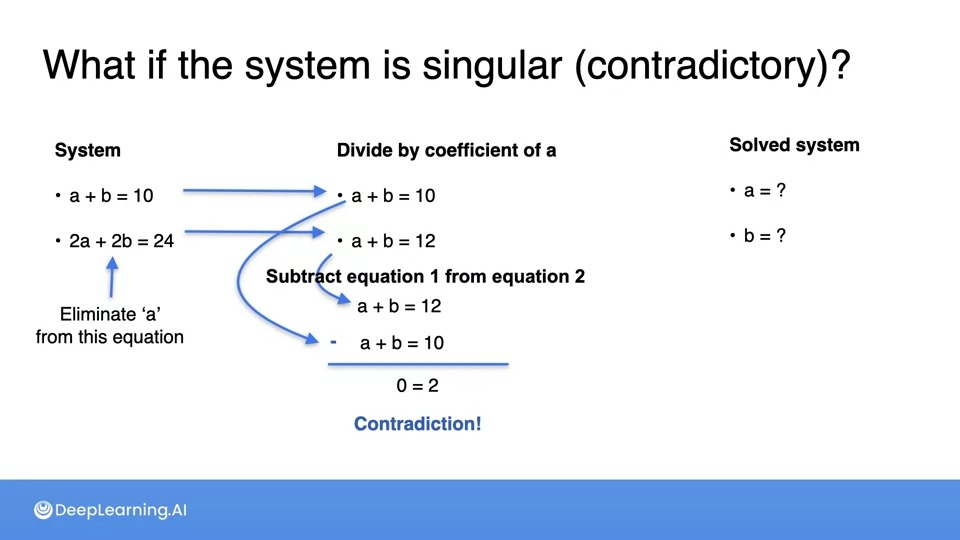 What if the system is singular (contradictory)?
System
• a + b = 10
• 2a + 2b = 24
Eliminate ‘a’
from this equation
Divide by coefficient of a
• a + b = 10
• a + b = 12
Subtract equation 1 from equation 2
a + b = 12
- a + b = 10
0 = 2
Contradiction!
Solved system
• a = ?
• b = ?
DeepLearning.AI